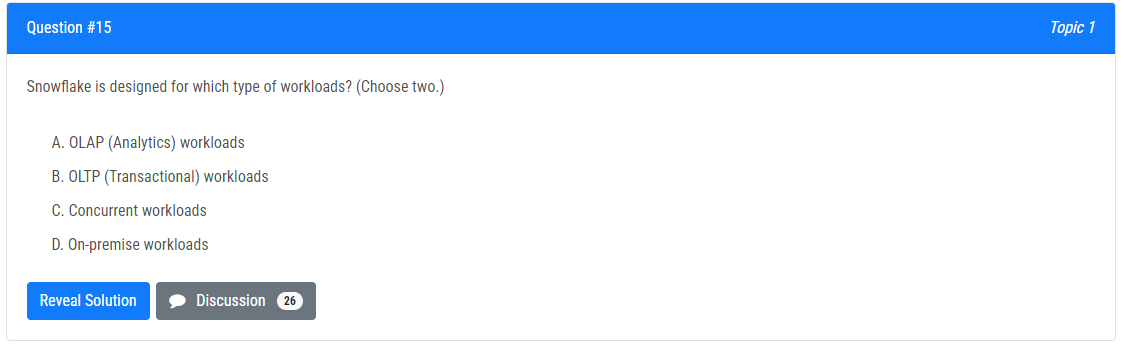 Question #15 Topic 1
Snowflake is designed for which type of workloads? (Choose two.)
A. OLAP (Analytics) workloads
B. OLTP (Transactional) workloads
C. Concurrent workloads
D. On-premise workloads
Reveal Solution Discussion 26